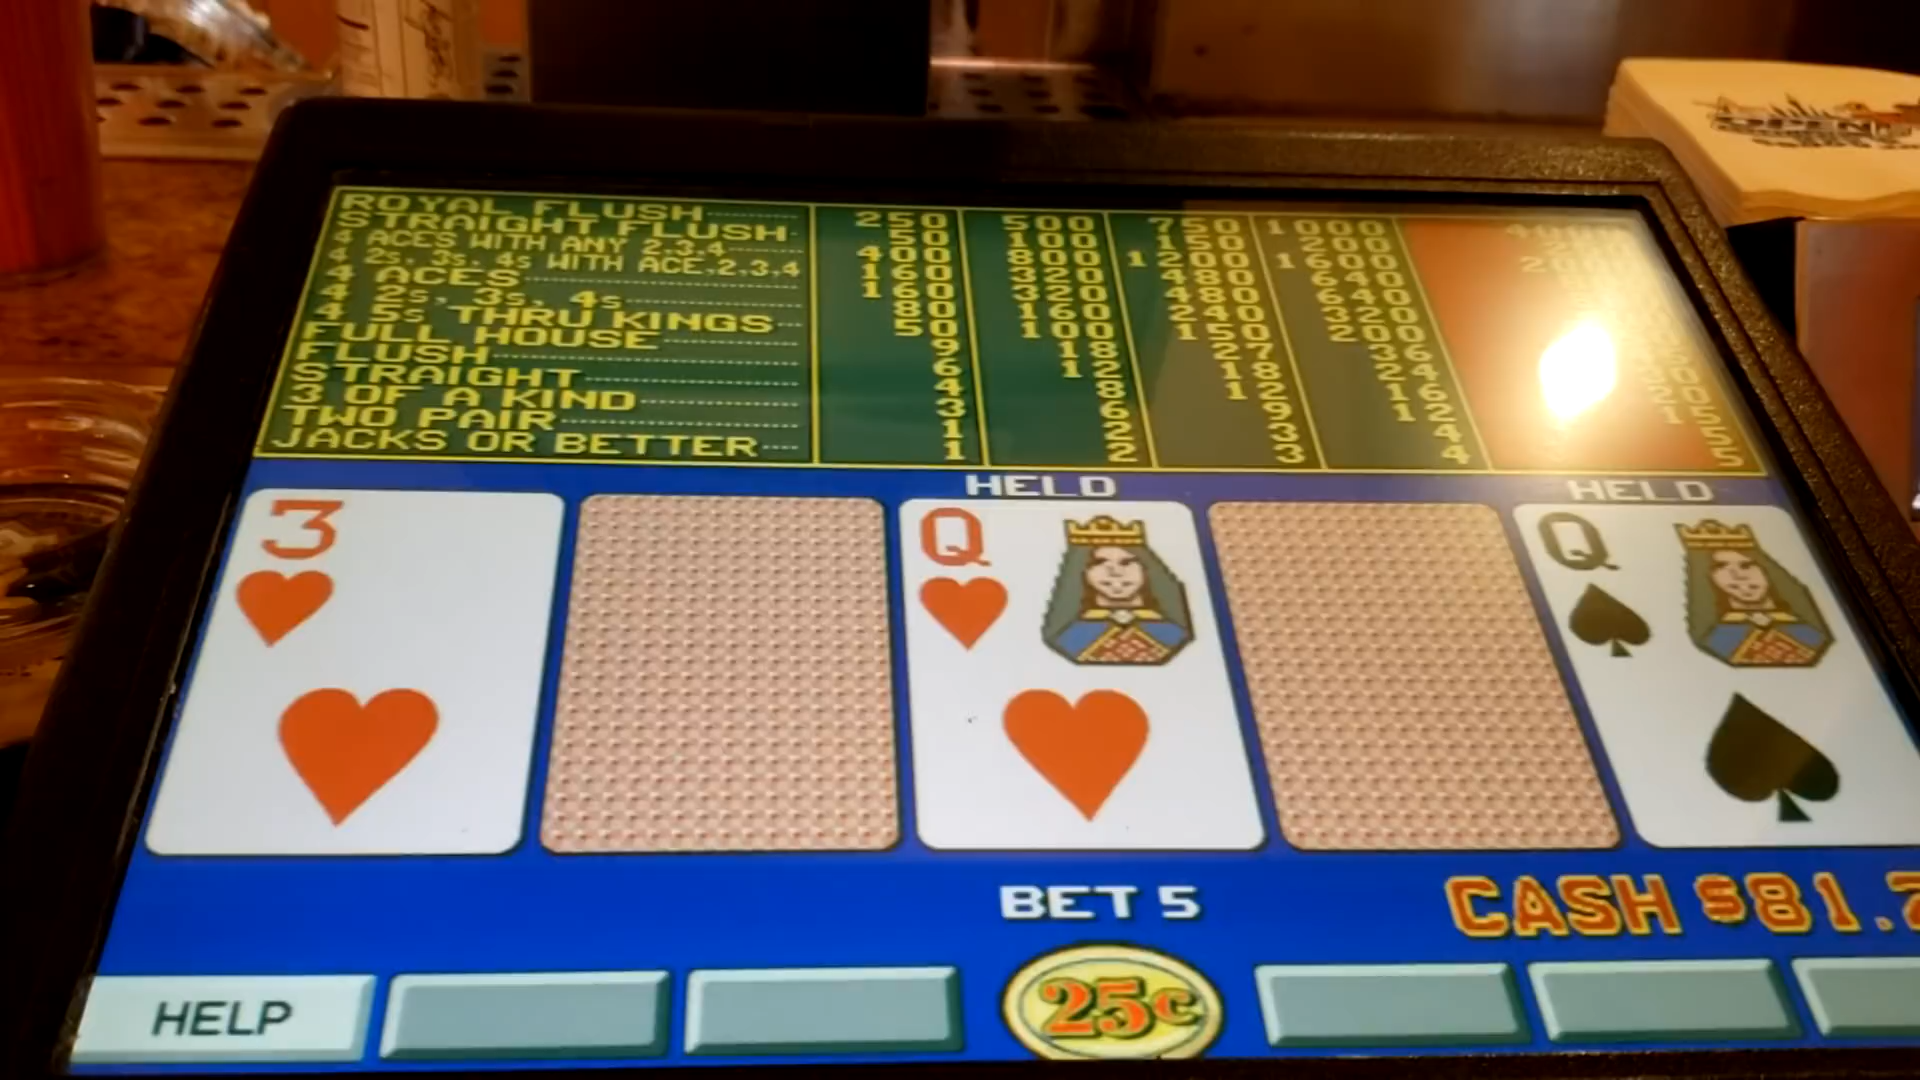 ROYAL FLUSH 250 500 750 1000
STRAIGHT FLUSH 50 100 150 200
4 ACES WITH ANY 2,3,4 400 800 1200 1600
4 2s, 3s, 4s WITH ACE,2,3,4 160 320 480 640
4 ACES 160 320 480 640
4 2s, 3s, 4s 80 160 240 320
4 5s THRU KINGS 50 100 150 200
FULL HOUSE 9 18 27 36
FLUSH 6 12 18 24
STRAIGHT 4 8 12 16
3 OF A KIND 3 6 9 12
TWO PAIR 1 2 3 4 5
JACKS OR BETTER 1 2 3 4 5
HELD HELD
3 Q Q
BET 5
CASH $81.
HELP
25¢